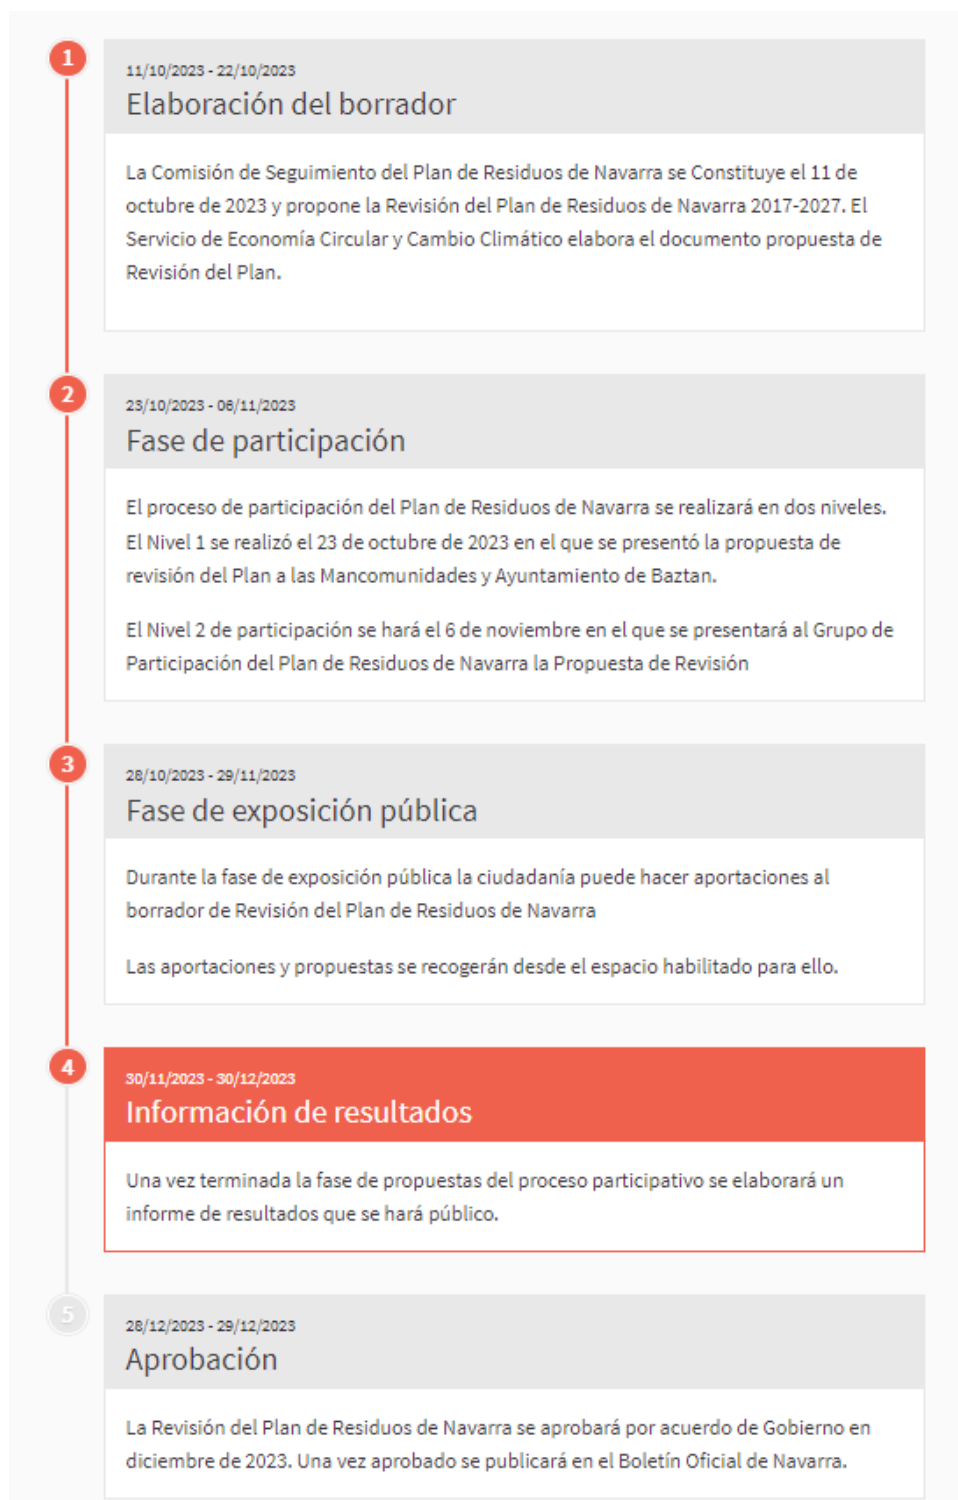 1
11/10/2023 - 22/10/2023
Elaboración del borrador
La Comisión de Seguimiento del Plan de Residuos de Navarra se Constituye el 11 de
octubre de 2023 y propone la Revisión del Plan de Residuos de Navarra 2017-2027. El
Servicio de Economía Circular y Cambio Climático elabora el documento propuesta de
Revisión del Plan.
2
23/10/2023 - 06/11/2023
Fase de participación
El proceso de participación del Plan de Residuos de Navarra se realizará en dos niveles.
El Nivel 1 se realizó el 23 de octubre de 2023 en el que se presentó la propuesta de
revisión del Plan a las Mancomunidades y Ayuntamiento de Baztan.
El Nivel 2 de participación se hará el 6 de noviembre en el que se presentará al Grupo de
Participación del Plan de Residuos de Navarra la Propuesta de Revisión
3
28/10/2023 - 29/11/2023
Fase de exposición pública
Durante la fase de exposición pública la ciudadanía puede hacer aportaciones al
borrador de Revisión del Plan de Residuos de Navarra
Las aportaciones y propuestas se recogerán desde el espacio habilitado para ello.
4
30/11/2023 - 30/12/2023
Información de resultados
Una vez terminada la fase de propuestas del proceso participativo se elaborará un
informe de resultados que se hará público.
5
28/12/2023 - 29/12/2023
Aprobación
La Revisión del Plan de Residuos de Navarra se aprobará por acuerdo de Gobierno en
diciembre de 2023. Una vez aprobado se publicará en el Boletín Oficial de Navarra.